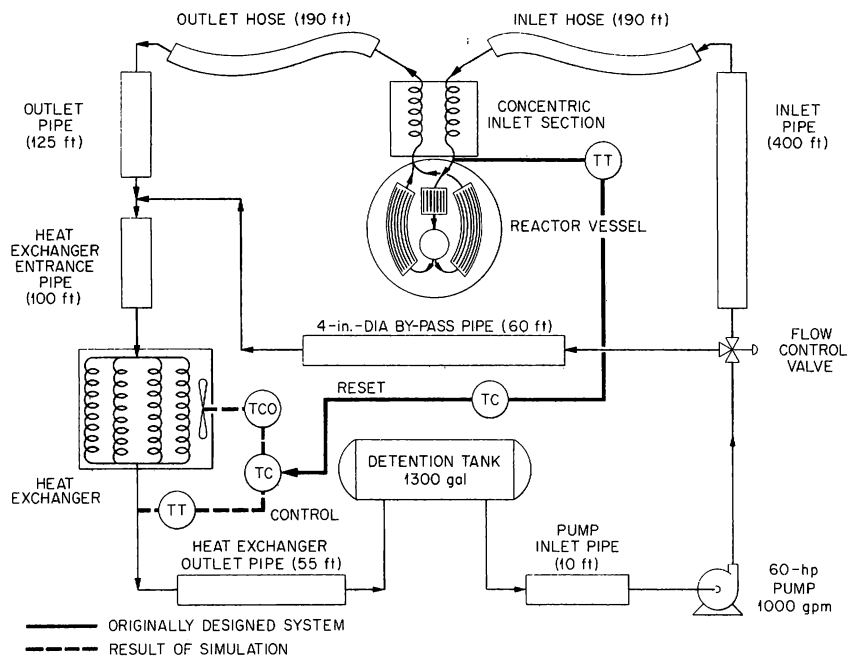 OUTLET HOSE (190 ft)
INLET HOSE (190 ft)
OUTLET
PIPE
(125 ft)
CONCENTRIC
INLET SECTION
INLET
PIPE
(400 ft)
TT
REACTOR VESSEL
HEAT
EXCHANGER
ENTRANCE
PIPE
(100 ft)
4-in.-DIA BY-PASS PIPE (60 ft)
FLOW
CONTROL
VALVE
RESET
TC
TCO
TC
DETENTION TANK
1300 gal
HEAT
EXCHANGER
TT
CONTROL
HEAT EXCHANGER
OUTLET PIPE (55 ft)
PUMP
INLET PIPE
(10 ft)
60-hp
PUMP
1000 gpm
ORIGINALLY DESIGNED SYSTEM
RESULT OF SIMULATION